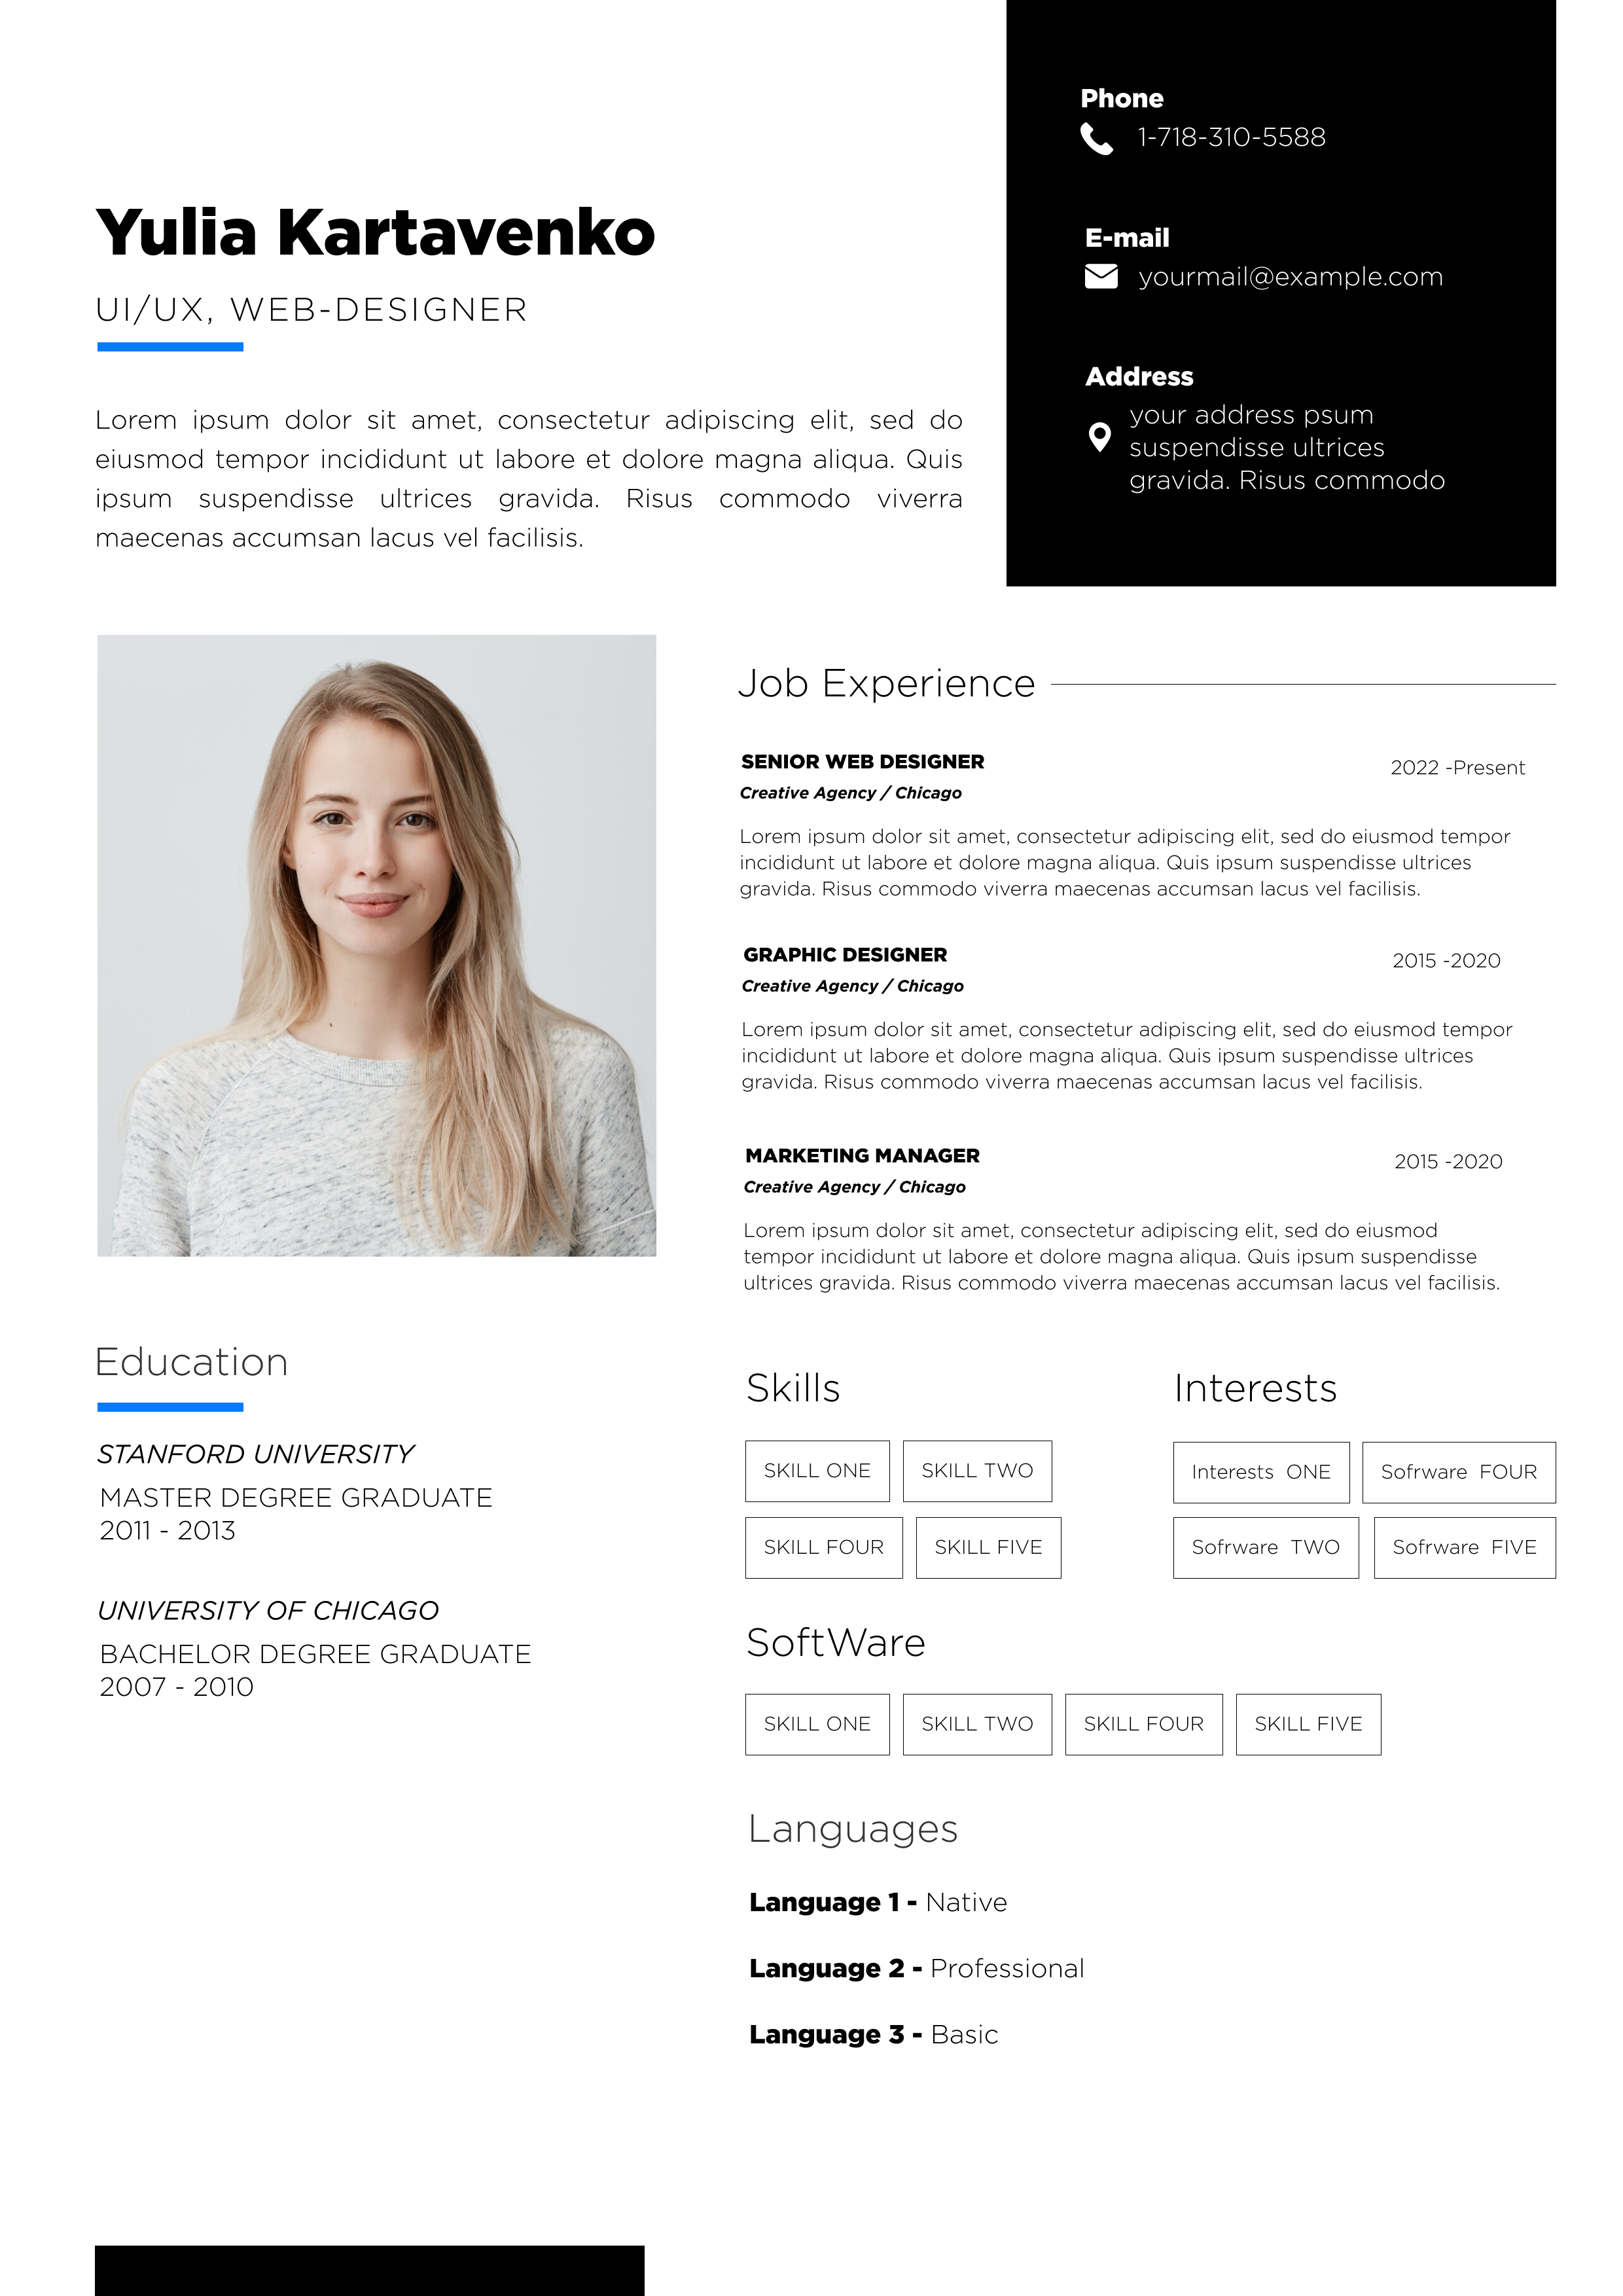 Yulia Kartavenko
UI/UX, WEB-DESIGNER
Lorem ipsum dolor sit amet, consectetur adipiscing elit, sed do
eiusmod tempor incididunt ut labore et dolore magna aliqua. Quis
ipsum suspendisse ultrices gravida. Risus commodo viverra
maecenas accumsan lacus vel facilisis.
Phone
1-718-310-5588
E-mail
yourmail@example.com
Address
your address psum
suspendisse ultrices
gravida. Risus commodo
Job Experience
SENIOR WEB DESIGNER
2022 -Present
Creative Agency / Chicago
Lorem ipsum dolor sit amet, consectetur adipiscing elit, sed do eiusmod tempor
incididunt ut labore et dolore magna aliqua. Quis ipsum suspendisse ultrices
gravida. Risus commodo viverra maecenas accumsan lacus vel facilisis.
GRAPHIC DESIGNER
2015 -2020
Creative Agency / Chicago
Lorem ipsum dolor sit amet, consectetur adipiscing elit, sed do eiusmod tempor
incididunt ut labore et dolore magna aliqua. Quis ipsum suspendisse ultrices
gravida. Risus commodo viverra maecenas accumsan lacus vel facilisis.
MARKETING MANAGER
2015 -2020
Creative Agency / Chicago
Lorem ipsum dolor sit amet, consectetur adipiscing elit, sed do eiusmod
tempor incididunt ut labore et dolore magna aliqua. Quis ipsum suspendisse
ultrices gravida. Risus commodo viverra maecenas accumsan lacus vel facilisis.
Education
STANFORD UNIVERSITY
MASTER DEGREE GRADUATE
2011 - 2013
UNIVERSITY OF CHICAGO
BACHELOR DEGREE GRADUATE
2007 - 2010
Skills
SKILL ONE SKILL TWO
SKILL FOUR SKILL FIVE
Interests
Interests ONE Sofrware FOUR
Sofrware TWO Sofrware FIVE
SoftWare
SKILL ONE SKILL TWO SKILL FOUR SKILL FIVE
Languages
Language 1 - Native
Language 2 - Professional
Language 3 - Basic